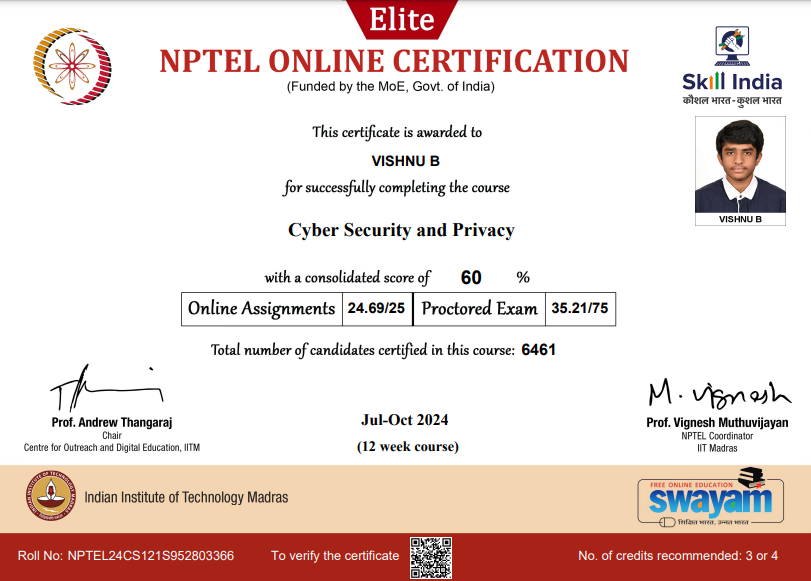 Elite
NPTEL ONLINE CERTIFICATION
(Funded by the MoE, Govt. of India)
Skill India
कौशल भारत - कुशल भारत
This certificate is awarded to
VISHNU B
for successfully completing the course
VISHNU B
Cyber Security and Privacy
with a consolidated score of 60 %
Online Assignments 24.69/25 Proctored Exam 35.21/75
Total number of candidates certified in this course: 6461
M. Vignesh
Prof. Andrew Thangaraj
Chair
Centre for Outreach and Digital Education, IITM
Jul-Oct 2024
(12 week course)
Prof. Vignesh Muthuvijayan
NPTEL Coordinator
IIT Madras
Indian Institute of Technology Madras
FREE ONLINE EDUCATION
swayam
शिक्षित भारत, उन्नत भारत
Roll No: NPTEL24CS121S952803366
To verify the certificate
No. of credits recommended: 3 or 4